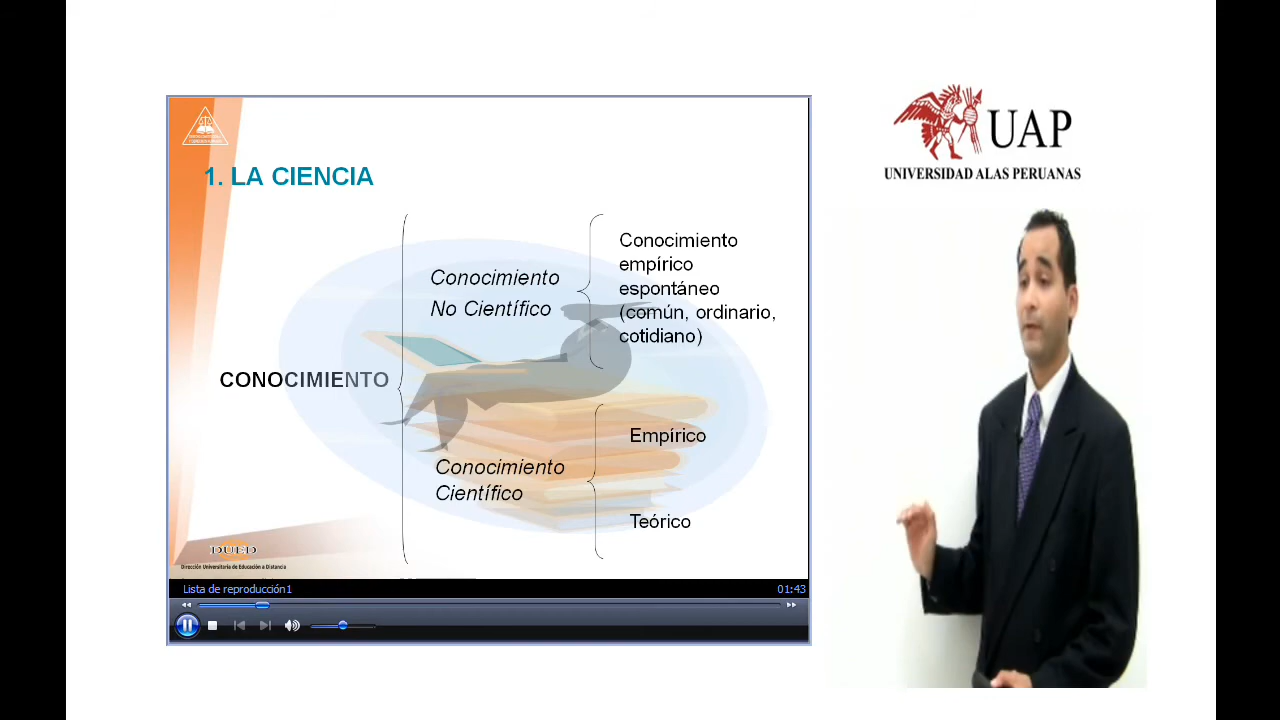 1. LA CIENCIA
Conocimiento
No Científico
Conocimiento
empírico
espontáneo
(común, ordinario,
cotidiano)
CONOCIMIENTO
Conocimiento
Científico
Empírico
Teórico
DUED
Dirección Universitaria de Educación a Distancia
Lista de reproducción1
01:43
UAP
UNIVERSIDAD ALAS PERUANAS